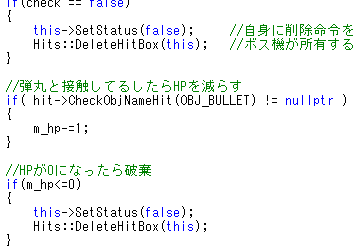 if(check == false)
{
this->SetStatus(false); //自身に削除命令を
Hits::DeleteHitBox(this); //ボス機が所有する
}
//弾丸と接触してるしたらHPを減らす
if( hit->CheckObjNameHit(OBJ_BULLET) != nullptr )
{
m_hp-=1;
}
//HPが0になったら破棄
if(m_hp<=0)
{
this->SetStatus(false);
Hits::DeleteHitBox(this);
}